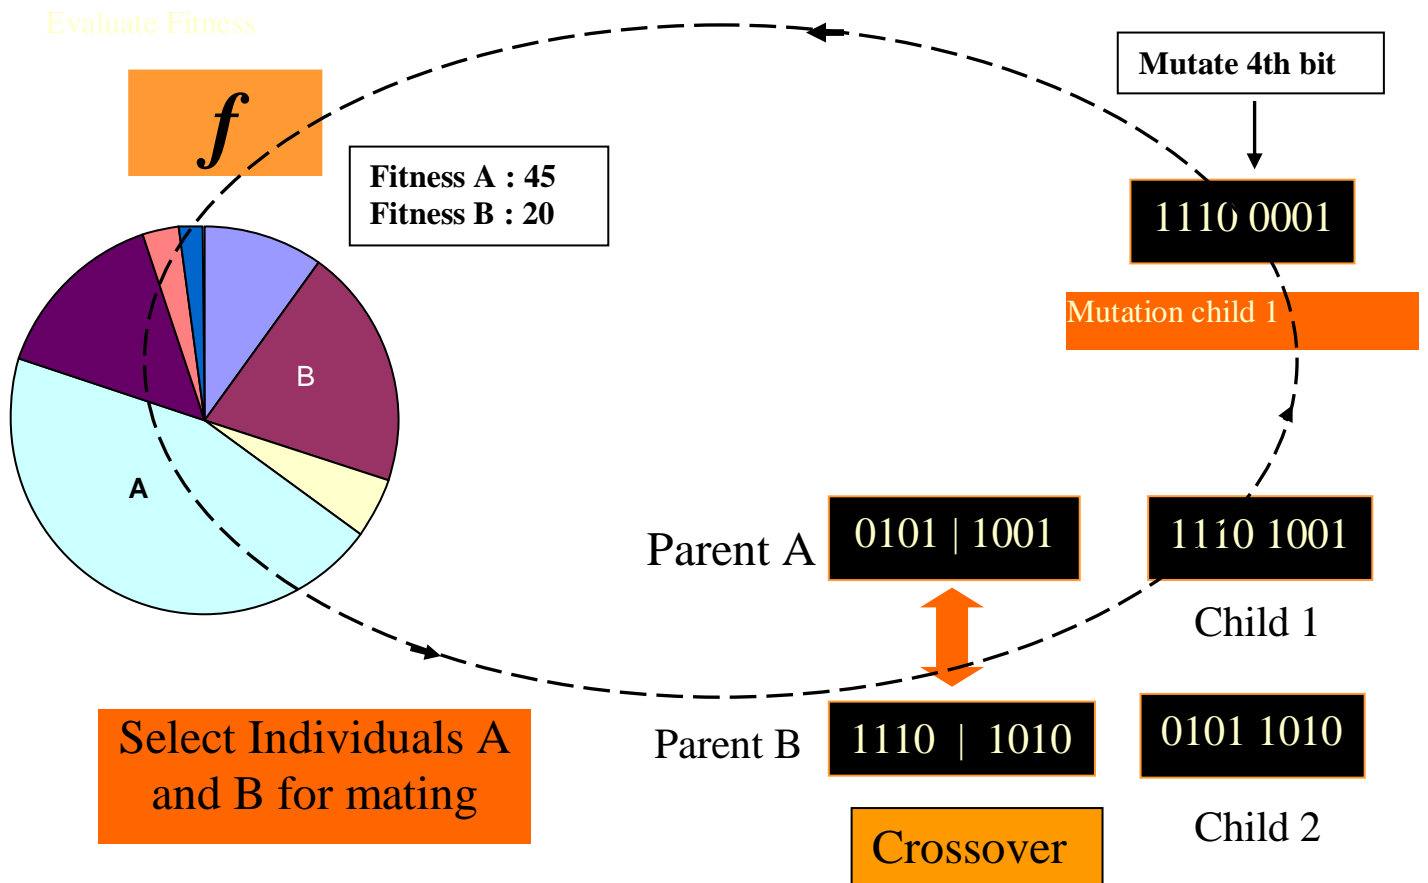 Evaluate Fitness
f
Fitness A : 45
Fitness B : 20
Mutate 4th bit
1110 0001
Mutation child 1
B
A
Parent A
0101 | 1001
1110 1001
Child 1
Select Individuals A
and B for mating
Parent B
1110 | 1010
0101 1010
Child 2
Crossover